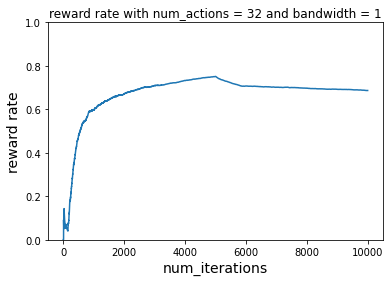 reward rate with num_actions = 32 and bandwidth = 1
1.0
0.8
0.6
0.4
0.2
0.0
reward rate
0 2000 4000 6000 8000 10000
num_iterations